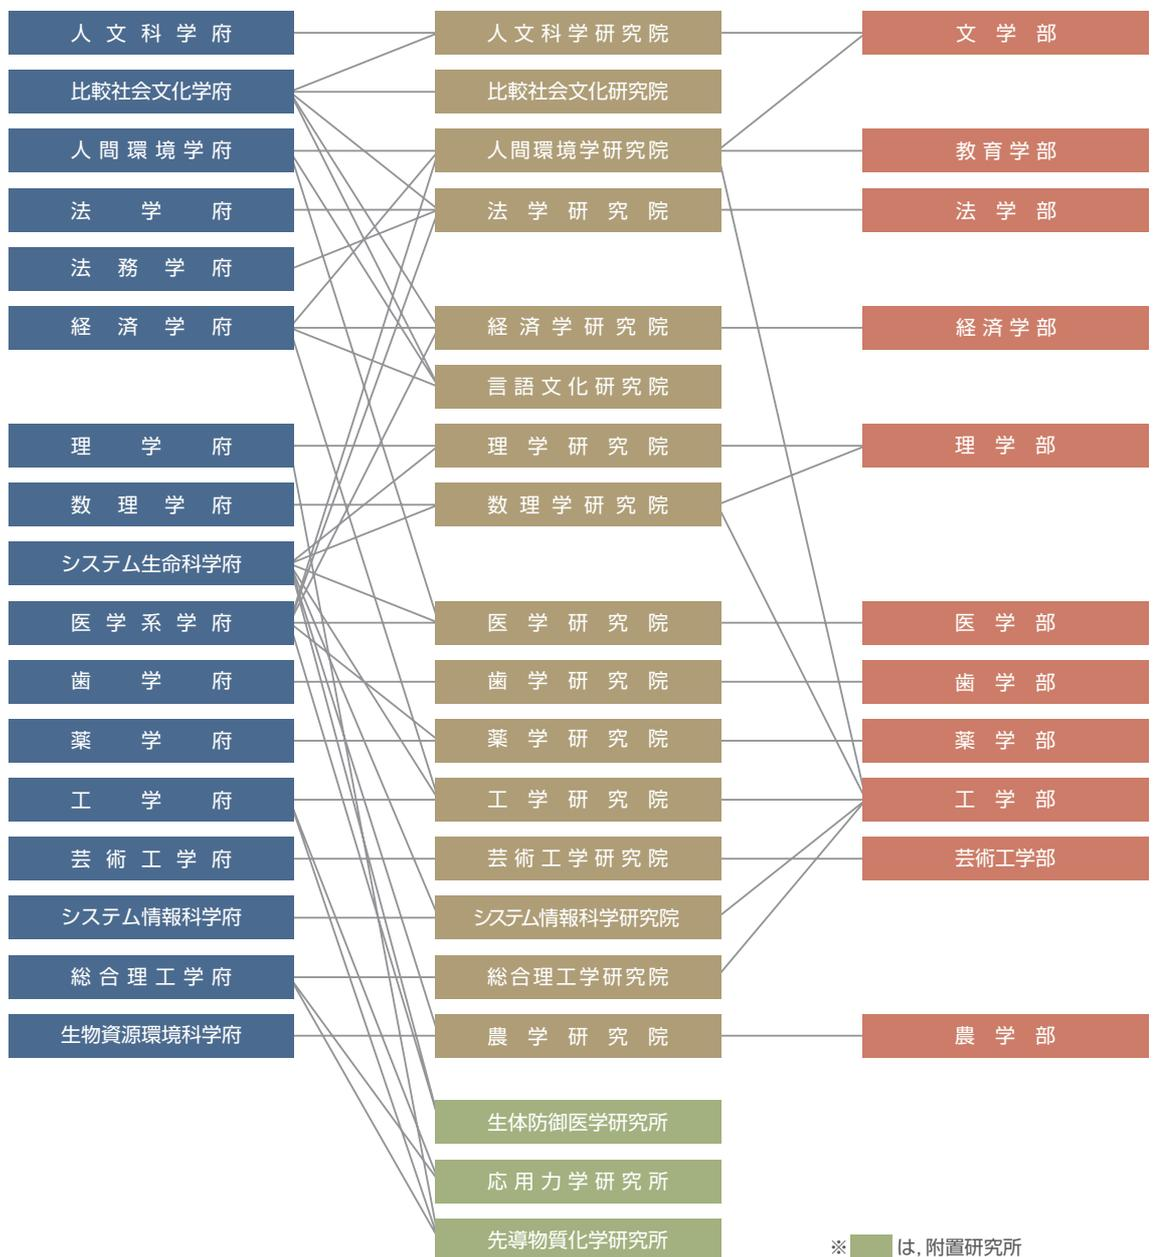 人文科学府
人文科学研究院
文学部
比較社会文化学府
比較社会文化研究院
人間環境学府
人間環境学研究院
教育学部
法学府
法学研究院
法学部
法務学府
経済学府
経済学研究院
経済学部
言語文化研究院
理学府
理学研究院
理学部
数理学府
数理学研究院
システム生命科学府
医学系学府
医学研究院
医学部
歯学府
歯学研究院
歯学部
薬学府
薬学研究院
薬学部
工学府
工学研究院
工学部
芸術工学府
芸術工学研究院
芸術工学部
システム情報科学府
システム情報科学研究院
総合理工学府
総合理工学研究院
生物資源環境科学府
農学研究院
農学部
生体防御医学研究所
応用力学研究所
先導物質化学研究所
※ は,附置研究所